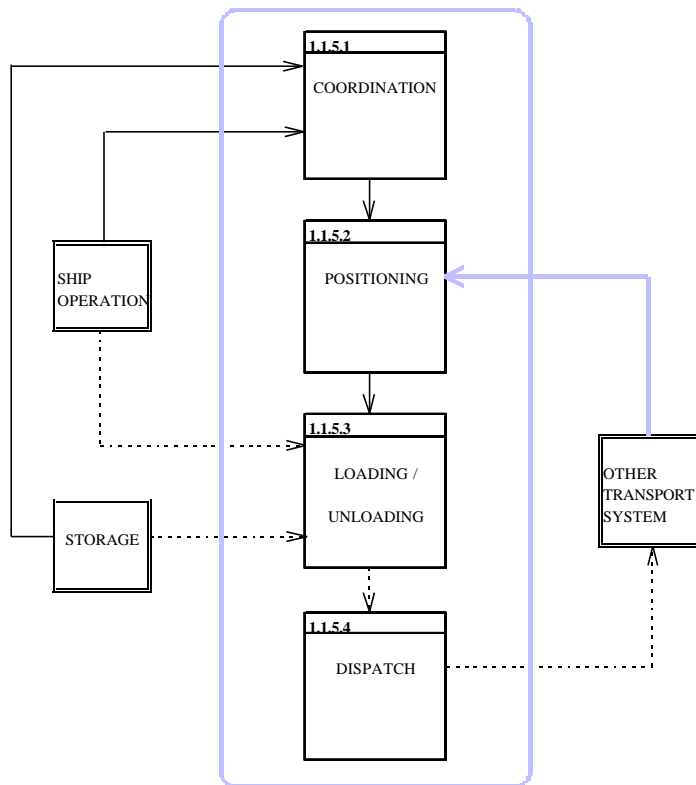 1.1.5.1
COORDINATION
1.1.5.2
POSITIONING
SHIP
OPERATION
1.1.5.3
LOADING /
UNLOADING
OTHER
TRANSPORT
SYSTEM
STORAGE
1.1.5.4
DISPATCH